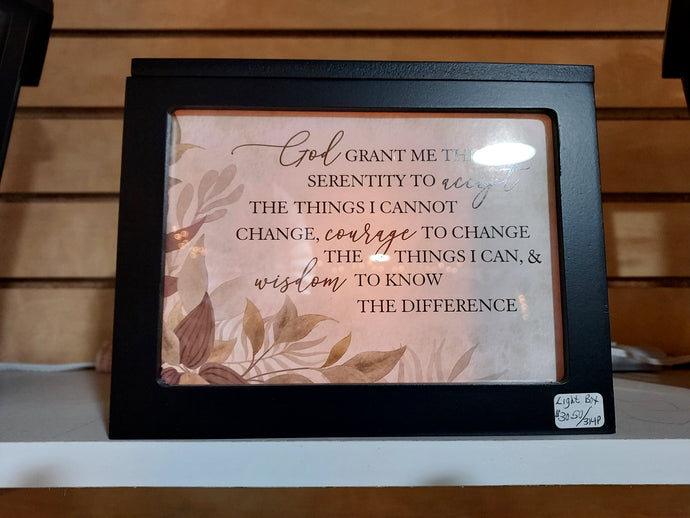 God GRANT ME THE
SERENTITY TO accept
THE THINGS I CANNOT
CHANGE, courage TO CHANGE
THE THINGS I CAN, &
wisdom TO KNOW
THE DIFFERENCE
Light Box
$30.50/